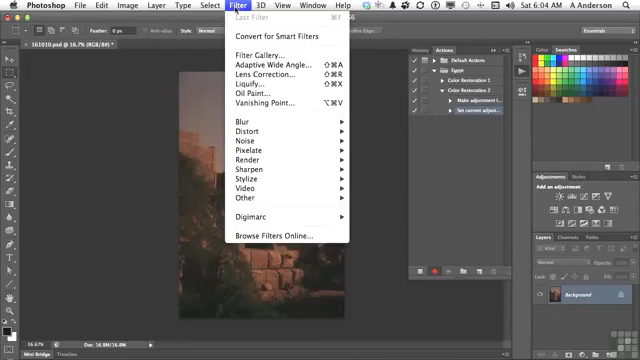 Photoshop File Edit Image Layer Type Select Filter 3D View Window Help Sat 6:04 AM A Anderson
Feather: 0 px Style: Normal Refine Edge... Essentials
161010.psd @ 16.7% (RGB/8#) *
Last Filter ⌘F
Convert for Smart Filters
Filter Gallery...
Adaptive Wide Angle... ⇧⌘A
Lens Correction... ⇧⌘R
Liquify... ⇧⌘X
Oil Paint...
Vanishing Point... ⌥⌘V
Blur
Distort
Noise
Pixelate
Render
Sharpen
Stylize
Video
Other
Digimarc
Browse Filters Online...
History Actions
Default Actions
Egypt
Color Restoration 1
Color Restoration 2
Make adjustment l...
Set current adjust...
Color Swatches
Adjustments Styles
Add an adjustment
Layers Channels Paths
Kind
Normal Opacity:
Lock: Fill:
Background
16.67% Doc: 16.8M/16.8M
Mini Bridge Timeline